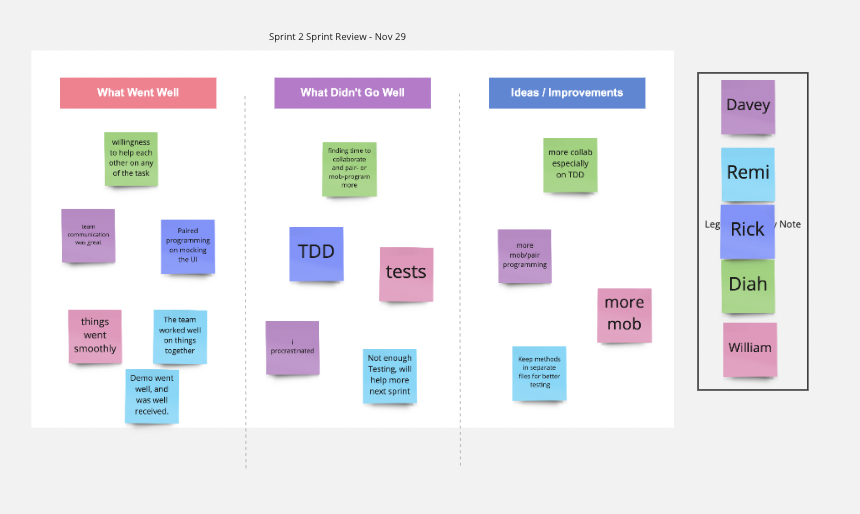 Sprint 2 Sprint Review - Nov 29
What Went Well
willingness
to help each
other on any
of the task
team
communication
was great
Paired
programming
on mocking
the UI
things
went
smoothly
The team
worked well
on things
together
Demo went
well, and
was well
received.
What Didn't Go Well
finding time to
collaborate
and pair- or
mob-program
more
TDD
tests
i
procrastinated
Not enough
Testing, will
help more
next sprint
Ideas / Improvements
more collab
especially
on TDD
more
mob/pair
programming
more
mob
Keep methods
in separate
files for better
testing
Davey
Remi
Rick
Note
Diah
William